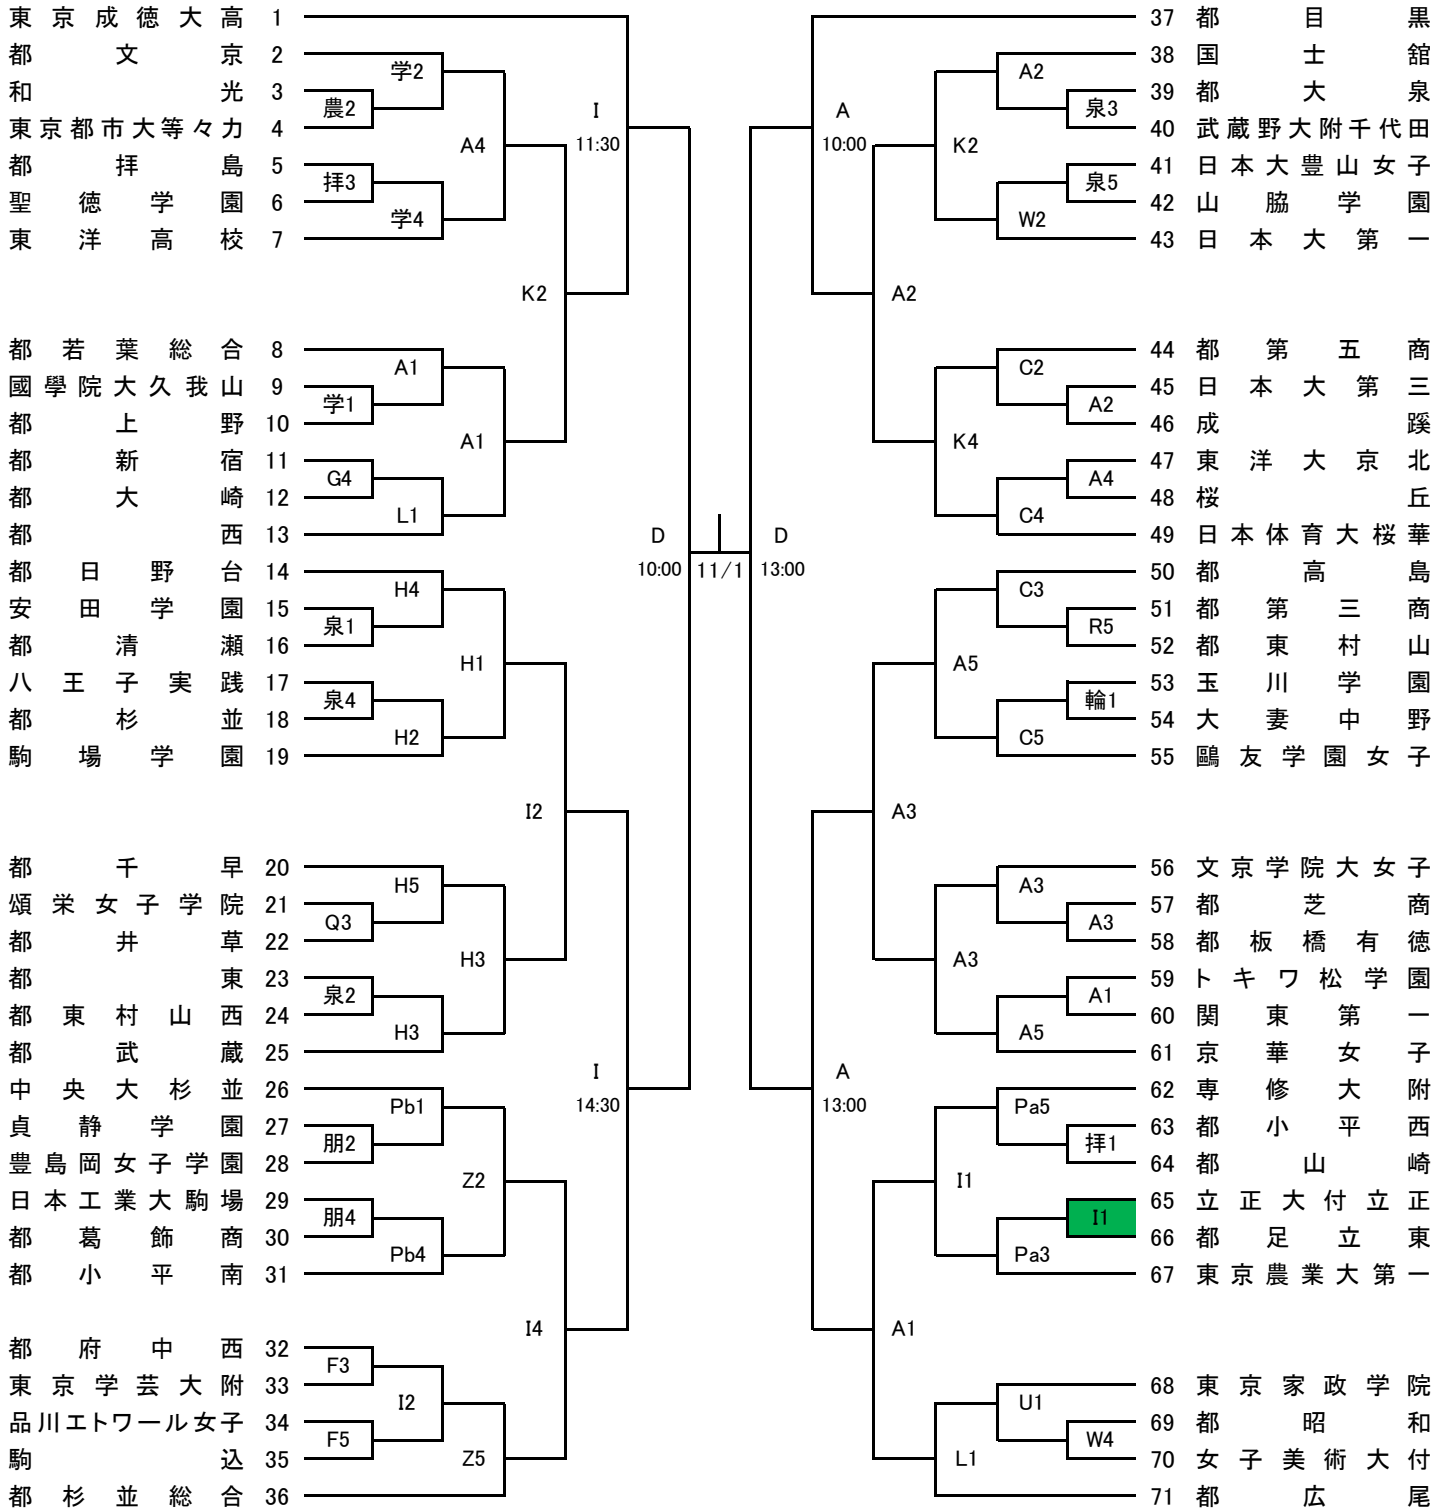 東京成徳大高 1
都文京 2
和光 3
東京都市大等々力 4
都拝島 5
聖徳学園 6
東洋高校 7
都若葉総合 8
國學院大久我山 9
都上野 10
都新宿 11
都大崎 12
都西 13
都日野台 14
安田学園 15
都清瀬 16
八王子実践 17
都杉並 18
駒場学園 19
都千早 20
頌栄女子学院 21
都井草 22
都東 23
都東村山西 24
都武蔵 25
中央大杉並 26
貞静学園 27
豊島岡女子学園 28
日本工業大駒場 29
都葛飾商 30
都小平南 31
都府中西 32
東京学芸大附 33
品川エトワール女子 34
駒込 35
都杉並総合 36
学2
農2
A4
拝3
学4
K2
A1
学1
A1
G4
L1
I
11:30
H4
泉1
H1
泉4
H2
I2
H5
Q3
H3
泉2
H3
Pb1
朋2
Z2
朋4
Pb4
I4
F3
I2
F5
Z5
I
14:30
D
10:00
11/1
D
13:00
A
10:00
A2
泉3
K2
泉5
W2
A2
C2
A2
K4
A4
C4
C3
R5
A5
輪1
C5
A3
A3
A3
A3
A1
A5
A
13:00
Pa5
拝1
I1
I1
Pa3
A1
U1
W4
L1
37 都目黒
38 国士舘
39 都大泉
40 武蔵野大附千代田
41 日本大豊山女子
42 山脇学園
43 日本大第一
44 都第五商
45 日本大第三
46 成蹊
47 東洋大京北
48 桜丘
49 日本体育大桜華
50 都高島
51 都第三商
52 都東村山
53 玉川学園
54 大妻中野
55 鷗友学園女子
56 文京学院大女子
57 都芝商
58 都板橋有徳
59 トキワ松学園
60 関東第一
61 京華女子
62 専修大附
63 都小平西
64 都山崎
65 立正大付立正
66 都足立東
67 東京農業大第一
68 東京家政学院
69 都昭和
70 女子美術大付
71 都広尾